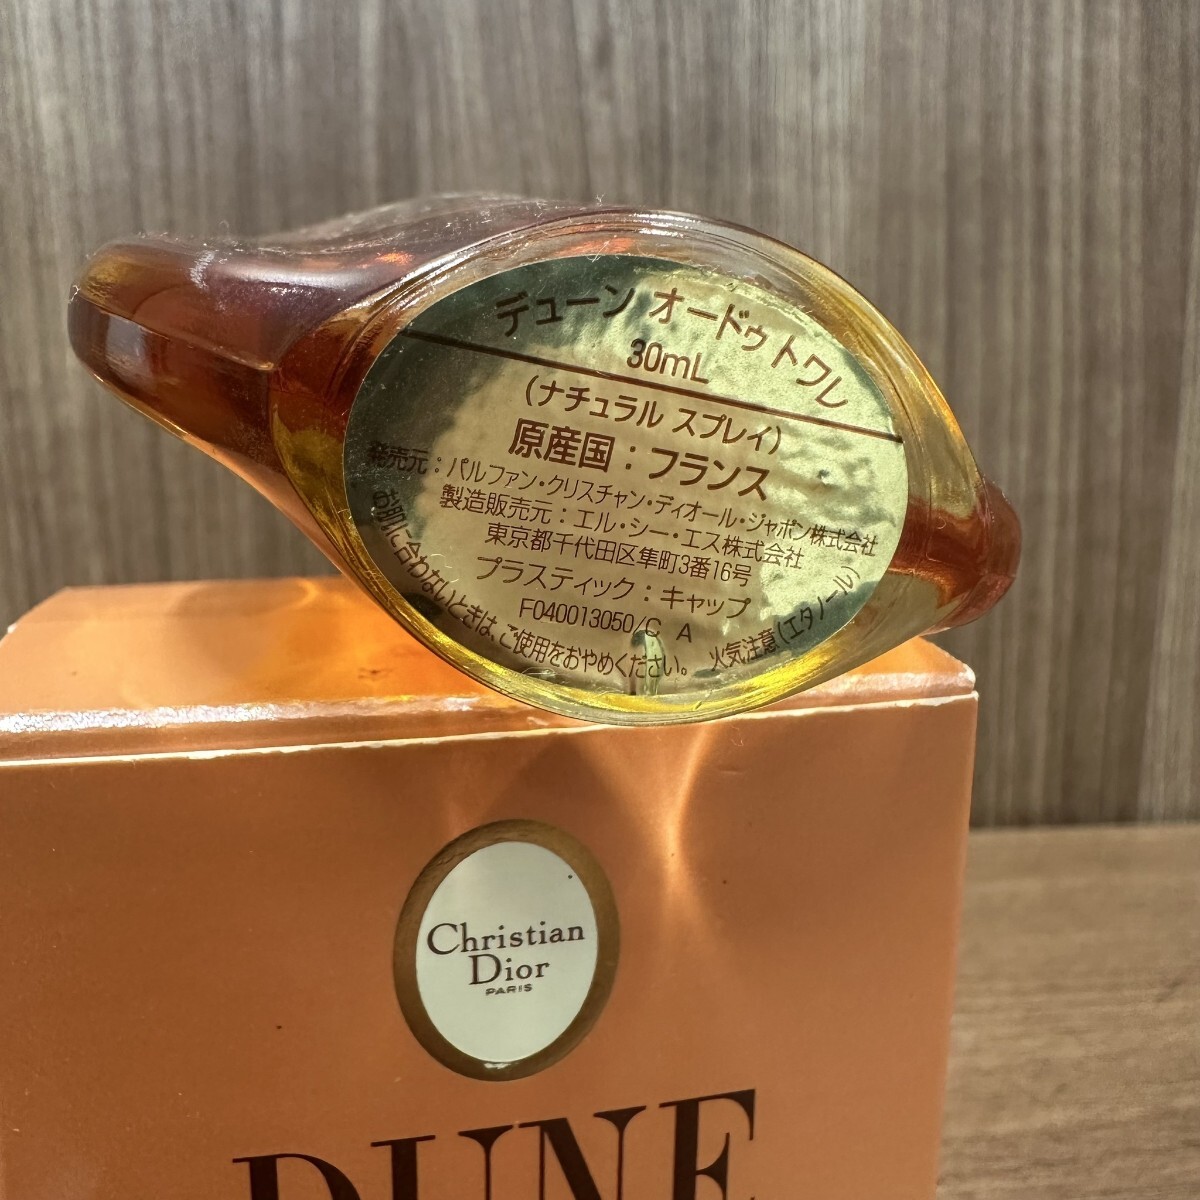 デューン オードゥトワレ
30mL
(ナチュラル スプレイ)
原産国:フランス
発売元:パルファン・クリスチャン・ディオール・ジャポン株式会社
製造販売元:エル・シー・エス株式会社
東京都千代田区隼町3番16号
プラスティック:キャップ
F040013050/C A
お肌に合わないときは、ご使用をおやめください。 火気注意(エタノール)
Christian
Dior
PARIS
DUNE